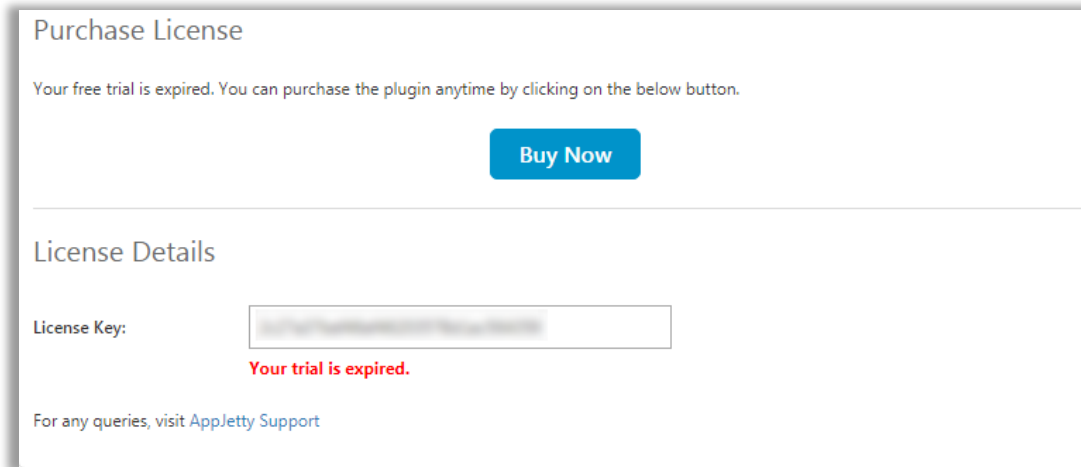 Purchase License
Your free trial is expired. You can purchase the plugin anytime by clicking on the below button.
Buy Now
License Details
License Key:
Your trial is expired.
For any queries, visit AppJetty Support